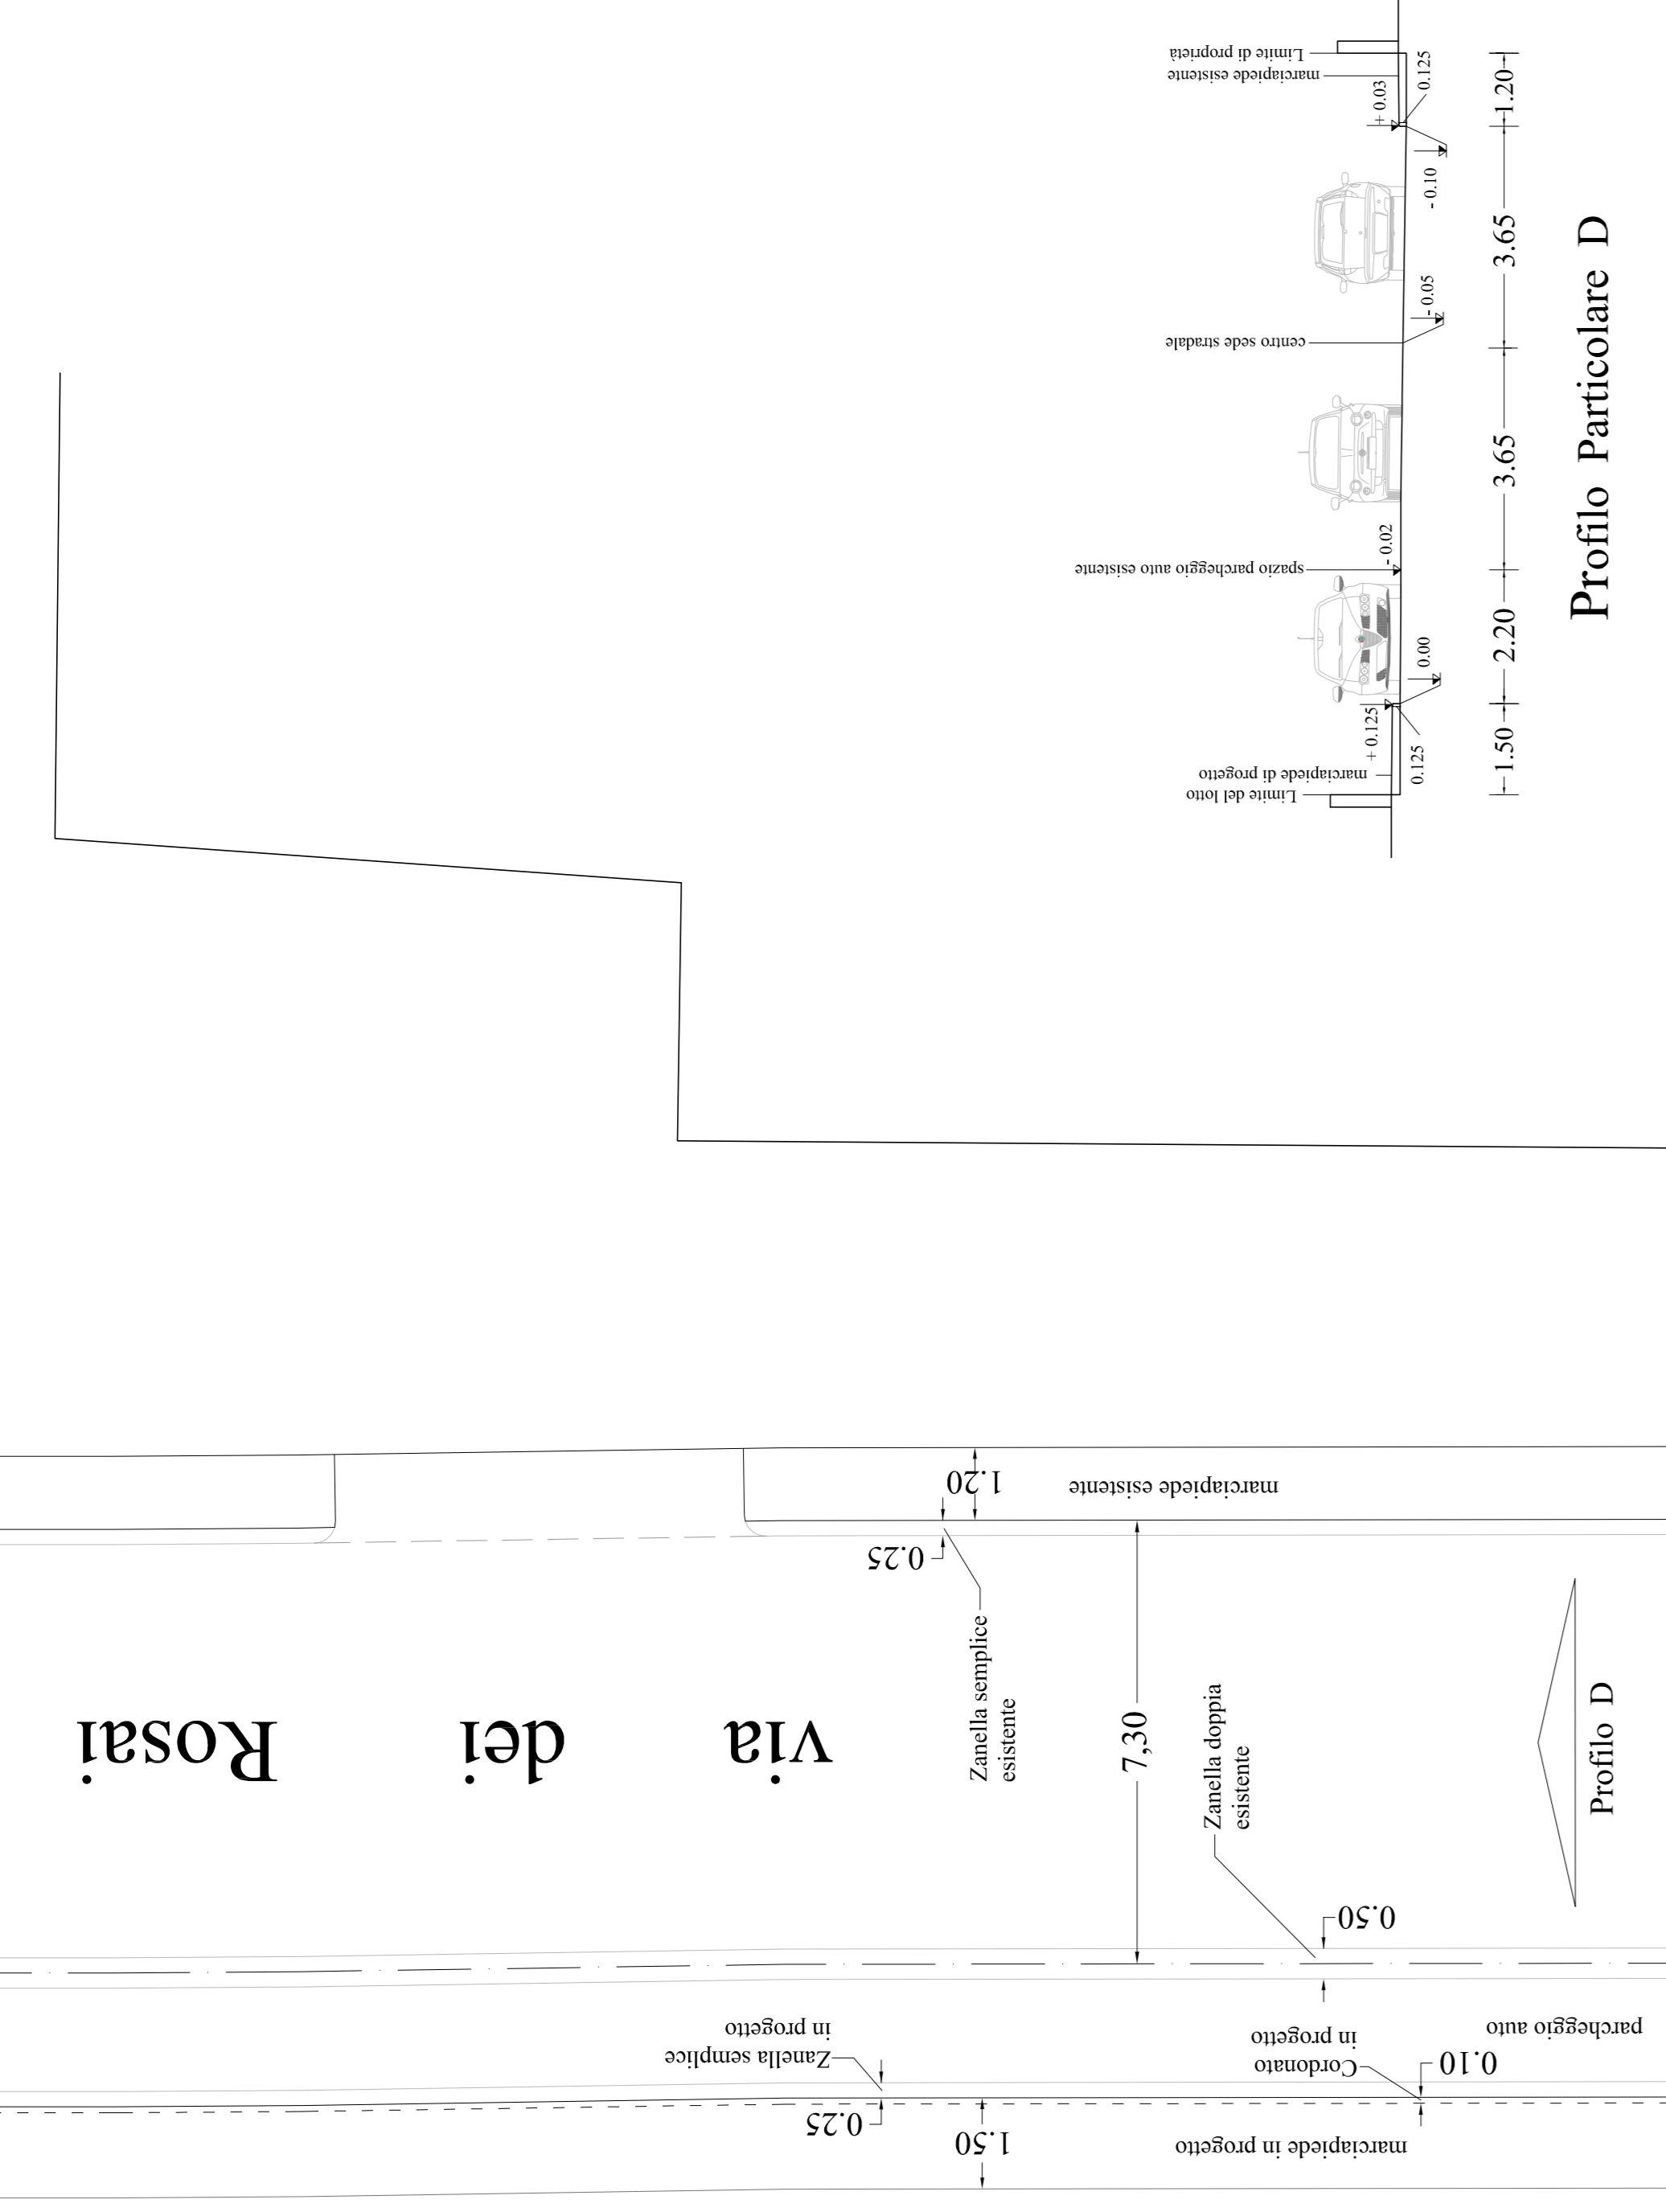 Limite di proprietà
marciapiede esistente
+ 0.03
0.125
- 0.10
1.20
3.65
centro sede stradale
- 0.05
3.65
spazio parcheggio auto esistente
- 0.02
2.20
0.00
+ 0.125
0.125
marciapiede di progetto
Limite del lotto
1.50
Profilo Particolare D
1.20
marciapiede esistente
0.25
Zanella semplice
esistente
via dei Rosai
7,30
Zanella doppia
esistente
Profilo D
0.50
Zanella semplice
in progetto
Cordonato
in progetto
parcheggio auto
0.10
0.25
1.50
marciapiede in progetto